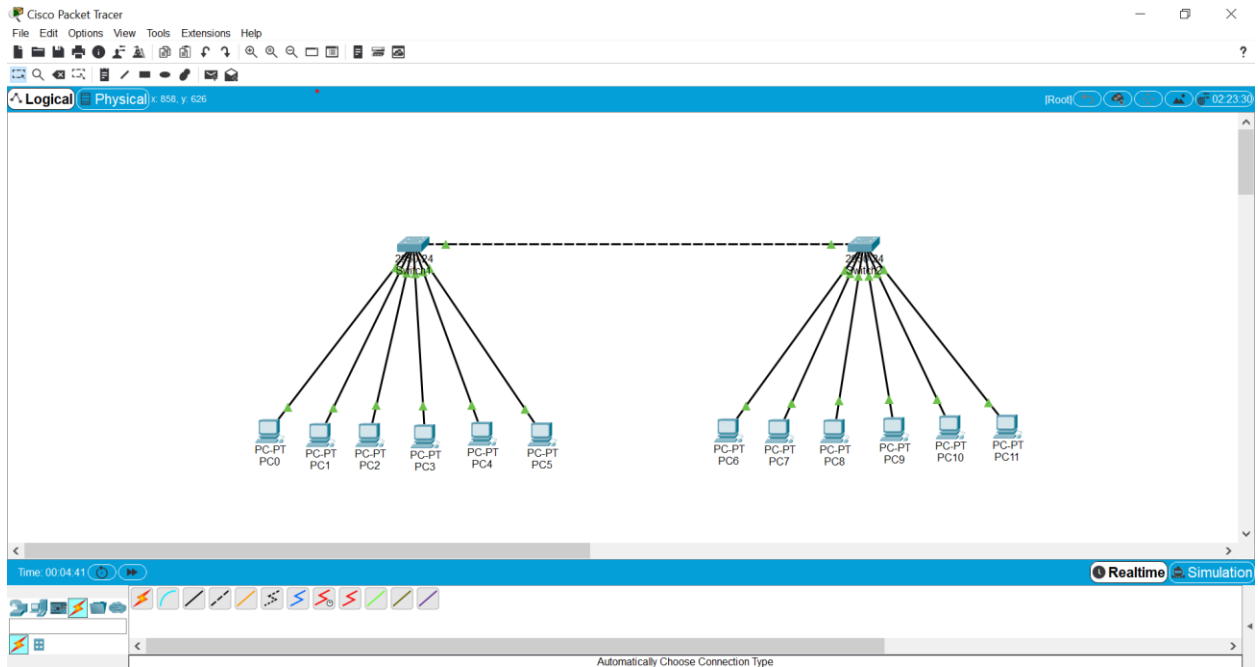 Cisco Packet Tracer
File Edit Options View Tools Extensions Help
?
Logical Physical x: 858, y: 626 [Root] 02:23:30
PC-PT PC-PT PC-PT PC-PT PC-PT PC-PT PC-PT PC-PT PC-PT PC-PT PC-PT PC-PT
PC0 PC1 PC2 PC3 PC4 PC5 PC6 PC7 PC8 PC9 PC10 PC11
Time: 00:04:41 Realtime Simulation
Automatically Choose Connection Type